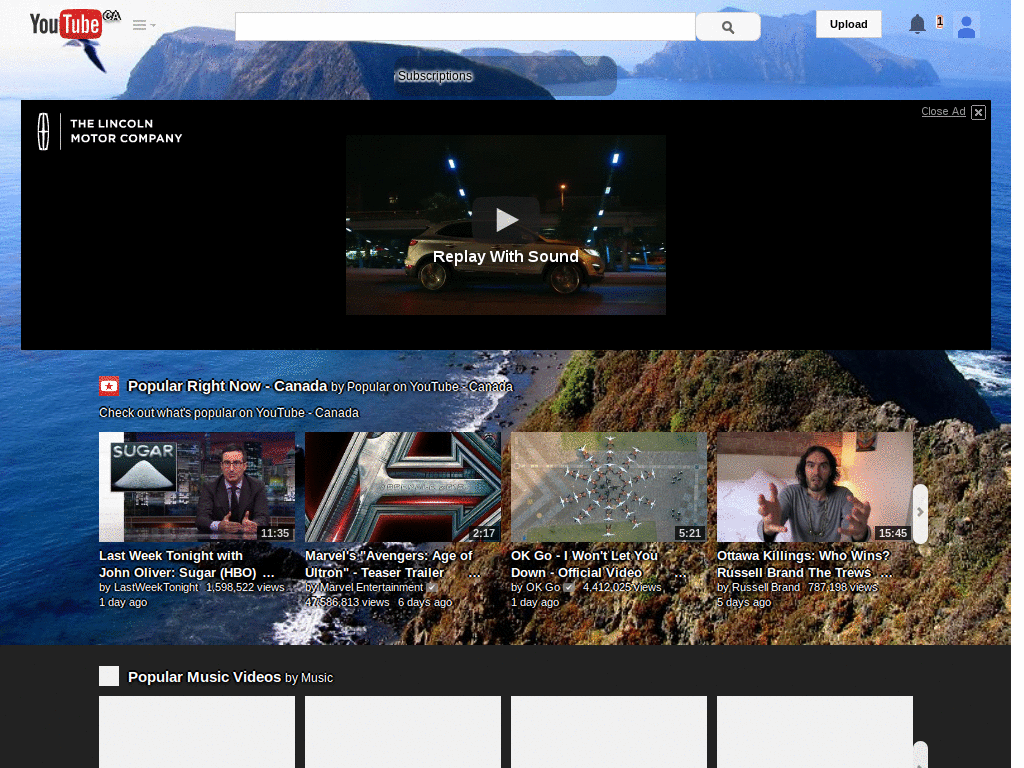 YouTube CA
Upload
1
Subscriptions
Close Ad
THE LINCOLN
MOTOR COMPANY
Replay With Sound
Popular Right Now - Canada by Popular on YouTube - Canada
Check out what's popular on YouTube - Canada
SUGAR
11:35
2:17
5:21
15:45
Last Week Tonight with
John Oliver: Sugar (HBO) ...
by LastWeekTonight 1,598,522 views
1 day ago
Marvel's "Avengers: Age of
Ultron" - Teaser Trailer ...
by Marvel Entertainment 47,586,813 views 6 days ago
OK Go - I Won't Let You
Down - Official Video ...
by OK Go 4,412,025 views
1 day ago
Ottawa Killings: Who Wins?
Russell Brand The Trews ...
by Russell Brand 787,198 views
5 days ago
Popular Music Videos by Music